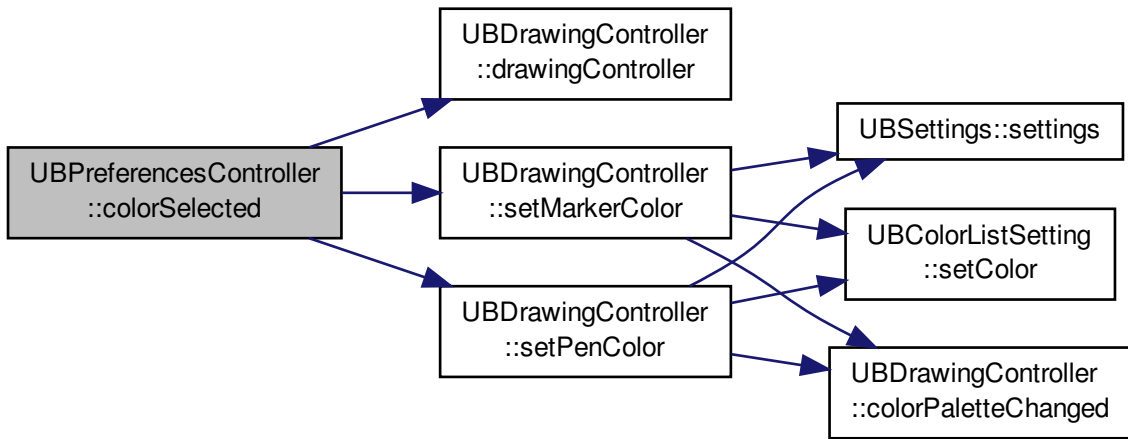 UBPreferencesController
::colorSelected
UBDrawingController
::drawingController
UBDrawingController
::setMarkerColor
UBDrawingController
::setPenColor
UBSettings::settings
UBColorListSetting
::setColor
UBDrawingController
::colorPaletteChanged